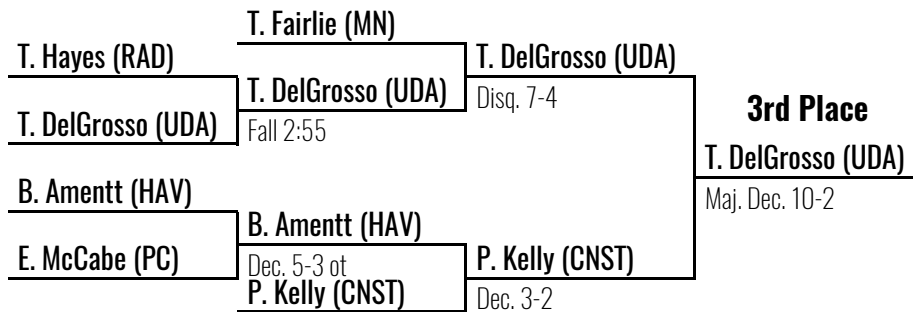 T. Fairlie (MN)
T. Hayes (RAD)
T. DelGrosso (UDA)
T. DelGrosso (UDA)
Disq. 7-4
3rd Place
T. DelGrosso (UDA)
Fall 2:55
T. DelGrosso (UDA)
Maj. Dec. 10-2
B. Amentt (HAV)
B. Amentt (HAV)
E. McCabe (PC)
Dec. 5-3 ot
P. Kelly (CNST)
P. Kelly (CNST)
Dec. 3-2